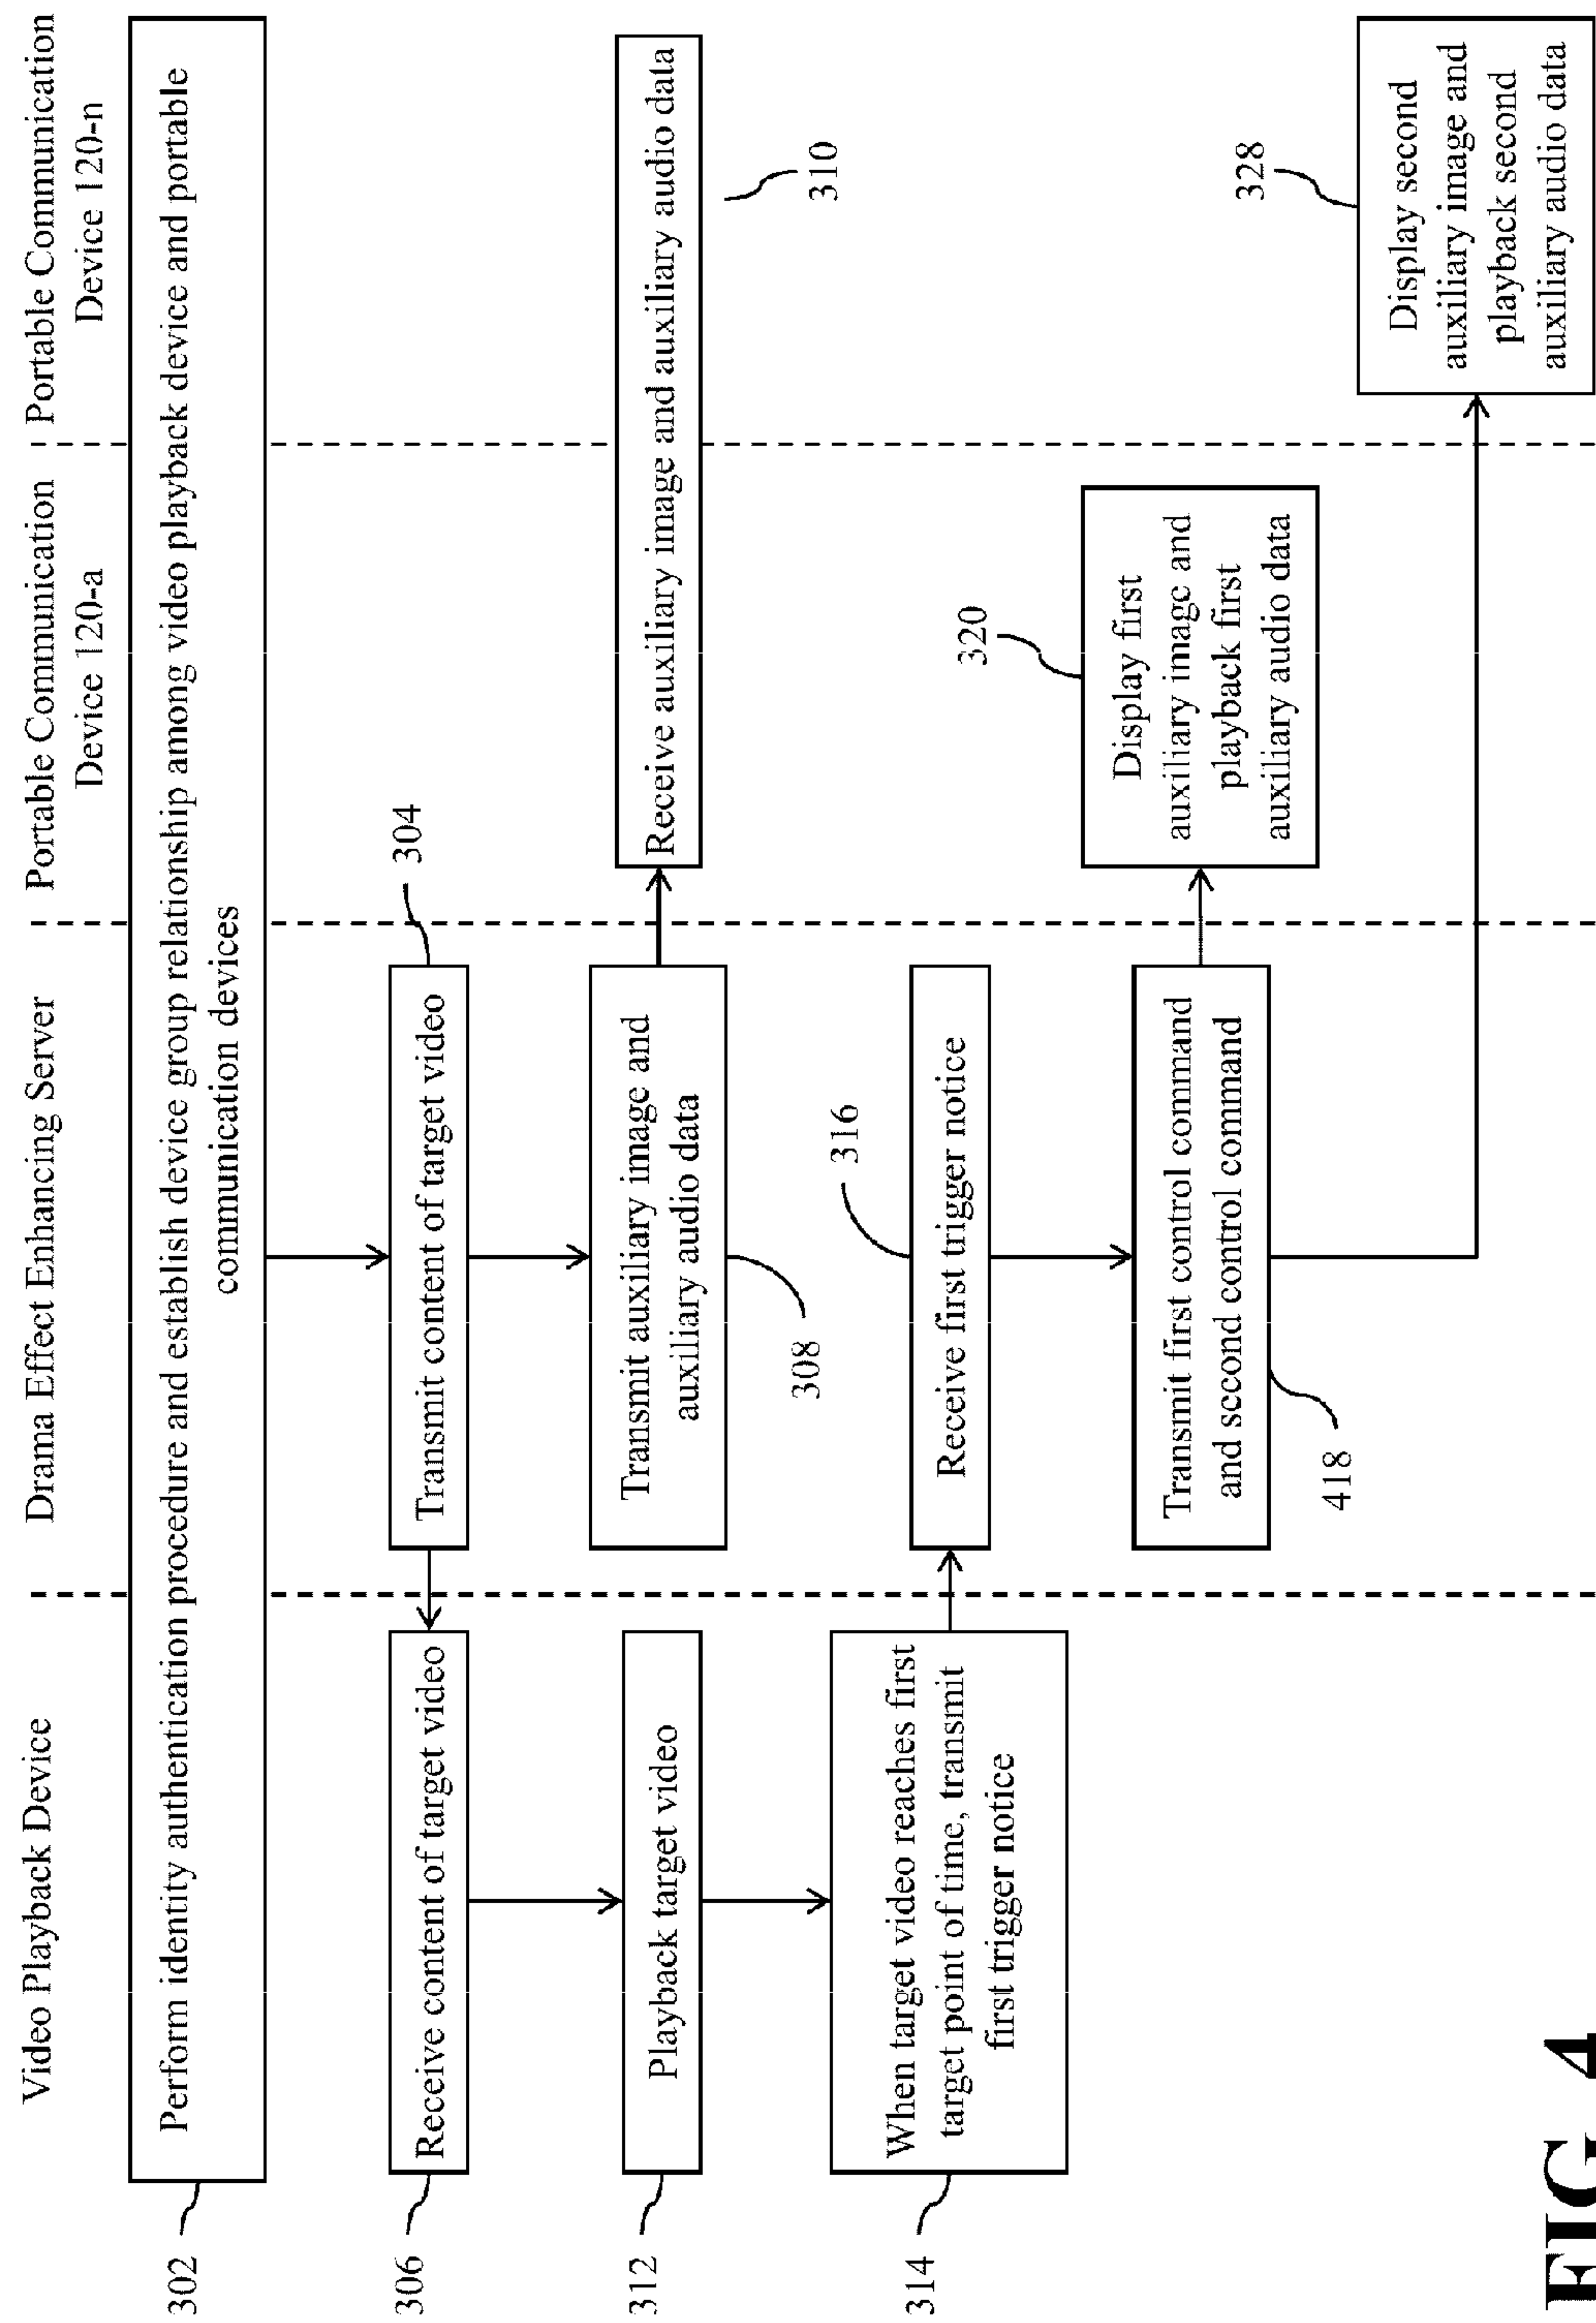 Video Playback Device
Drama Effect Enhancing Server
Portable Communication
Device 120-a
Portable Communication
Device 120-n
302
Perform identity authentication procedure and establish device group relationship among video playback device and portable
communication devices
304
Transmit content of target video
306
Receive content of target video
Transmit auxiliary image and
auxiliary audio data
308
Receive auxiliary image and auxiliary audio data
310
312
Playback target video
314
When target video reaches first
target point of time, transmit
first trigger notice
316
Receive first trigger notice
Transmit first control command
and second control command
418
320
Display first
auxiliary image and
playback first
auxiliary audio data
328
Display second
auxiliary image and
playback second
auxiliary audio data
FIG 4